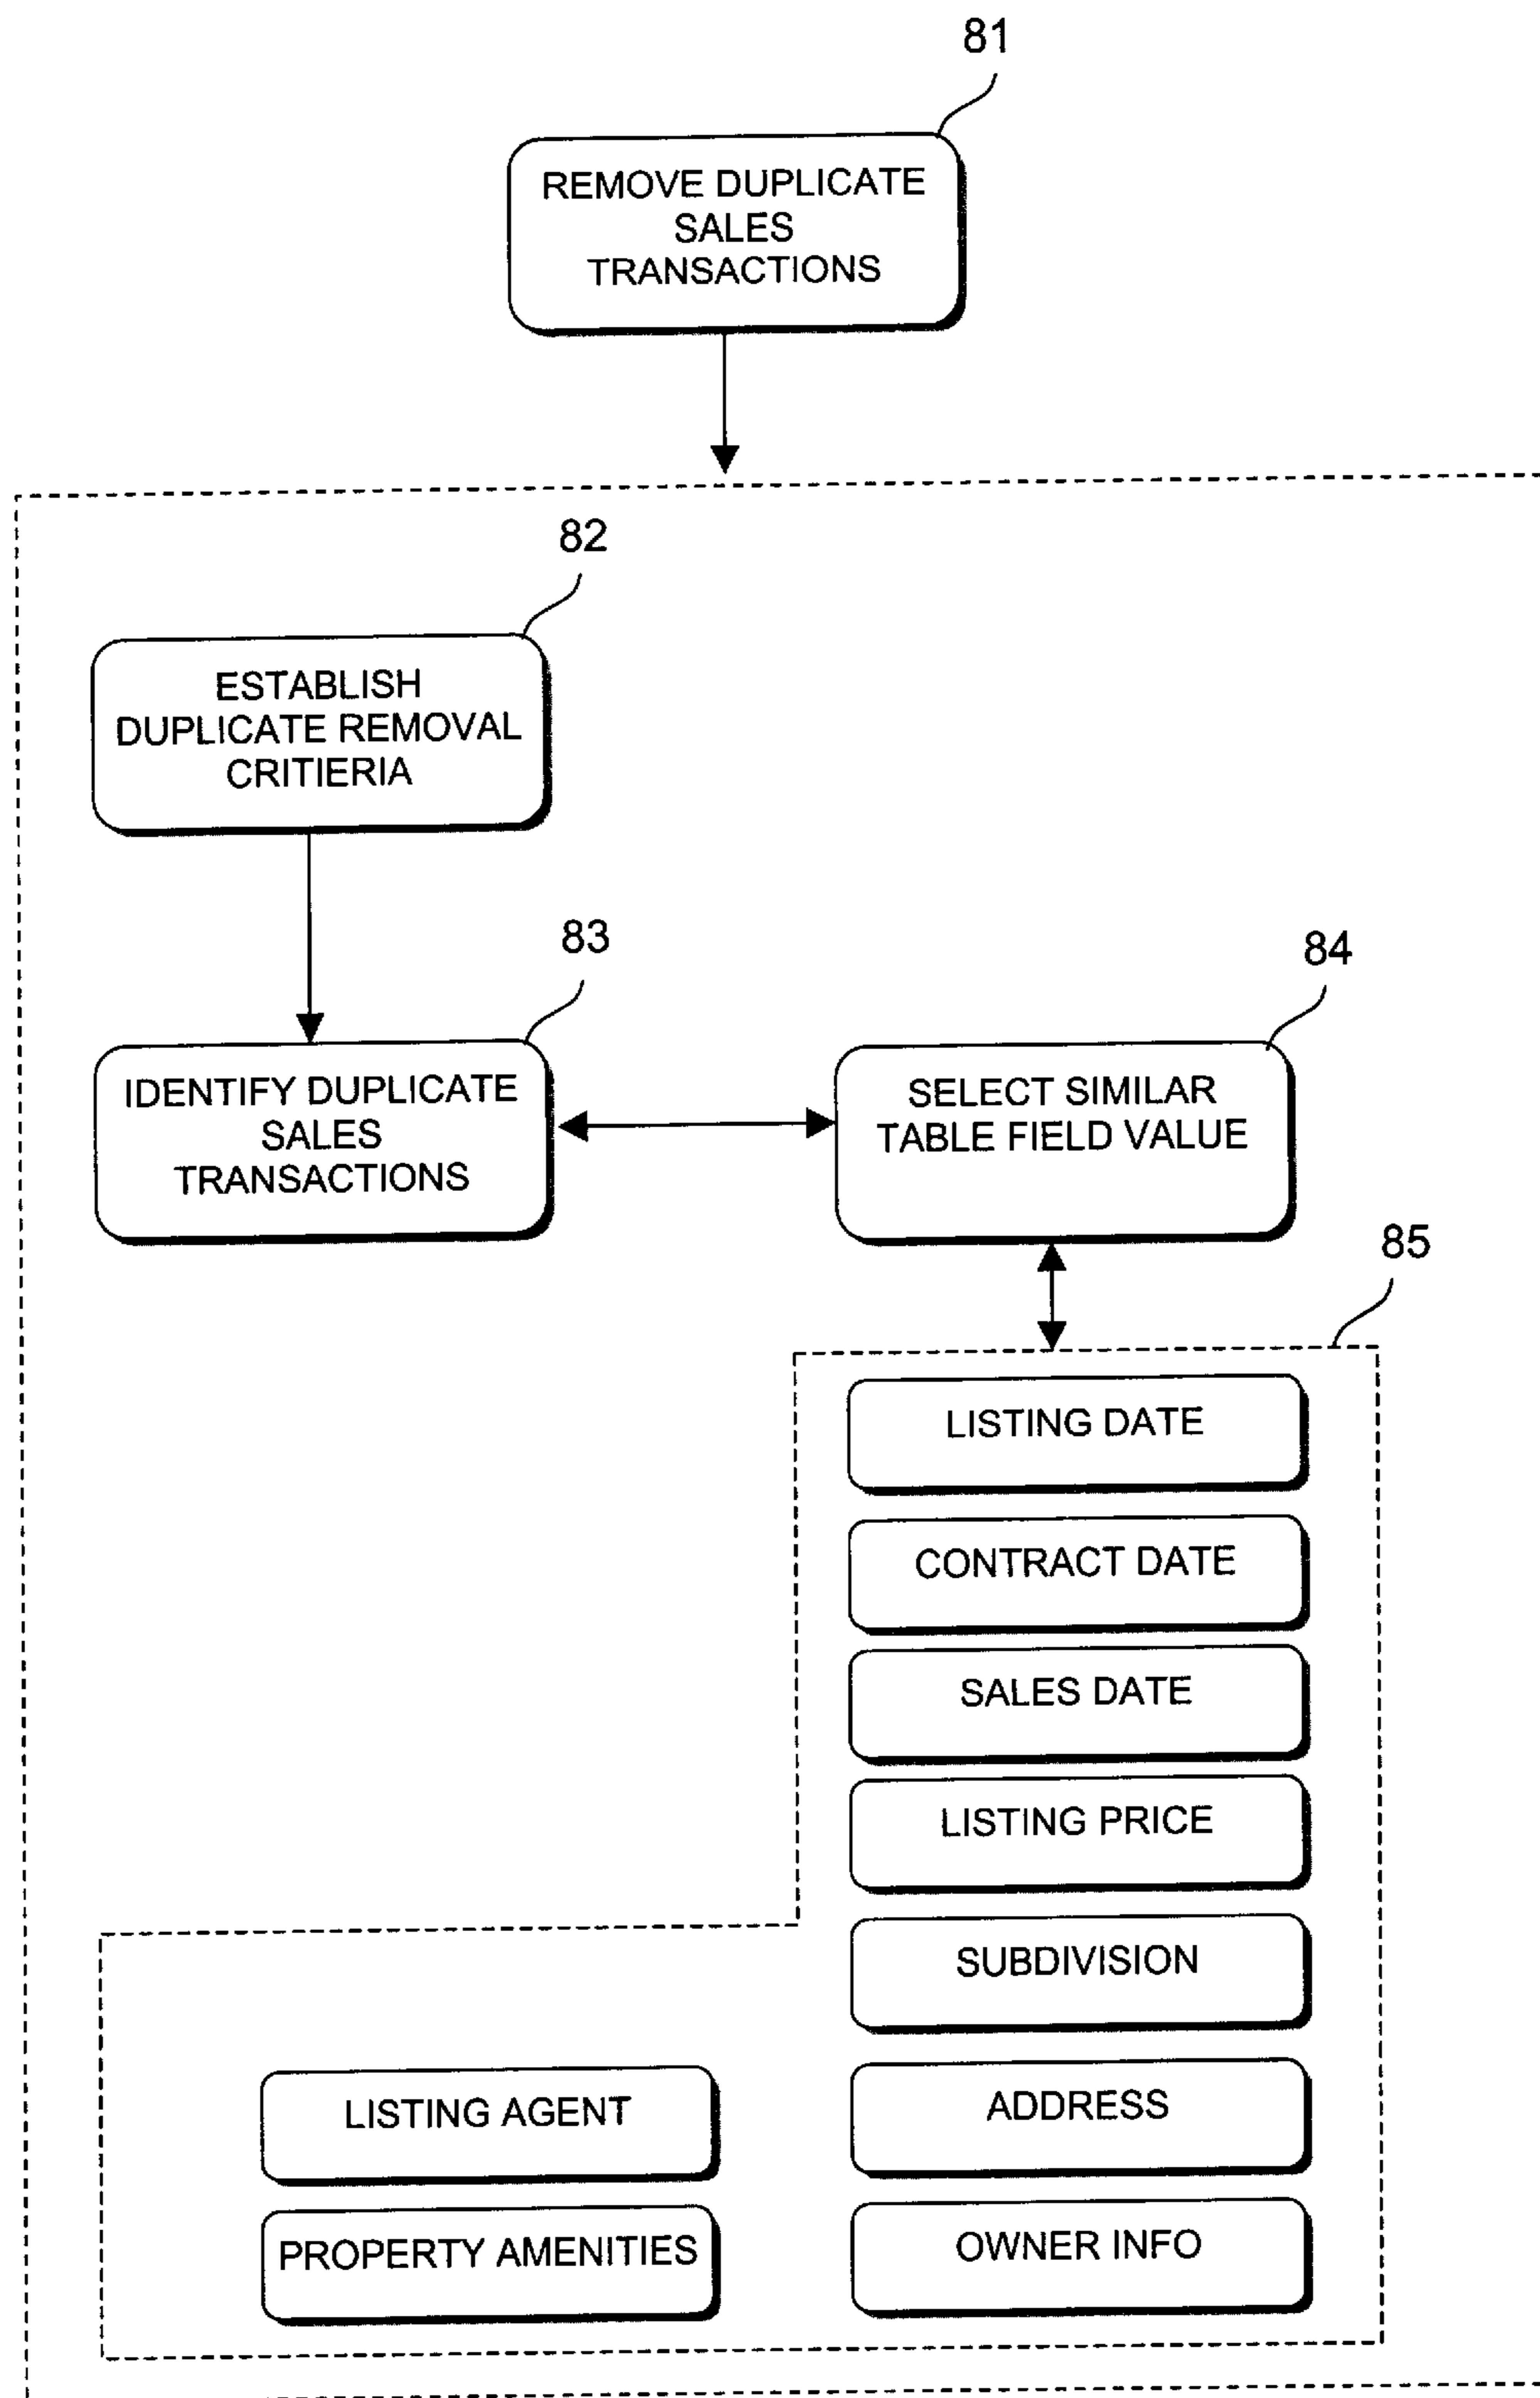 81
REMOVE DUPLICATE
SALES
TRANSACTIONS
82
ESTABLISH
DUPLICATE REMOVAL
CRITIERIA
83
IDENTIFY DUPLICATE
SALES
TRANSACTIONS
84
SELECT SIMILAR
TABLE FIELD VALUE
85
LISTING DATE
CONTRACT DATE
SALES DATE
LISTING PRICE
SUBDIVISION
LISTING AGENT
ADDRESS
PROPERTY AMENITIES
OWNER INFO